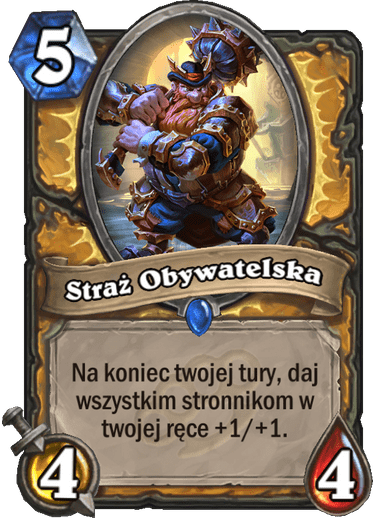 5
Straż Obywatelska
Na koniec twojej tury, daj
wszystkim stronnikom w
twojej ręce +1/+1.
4
4